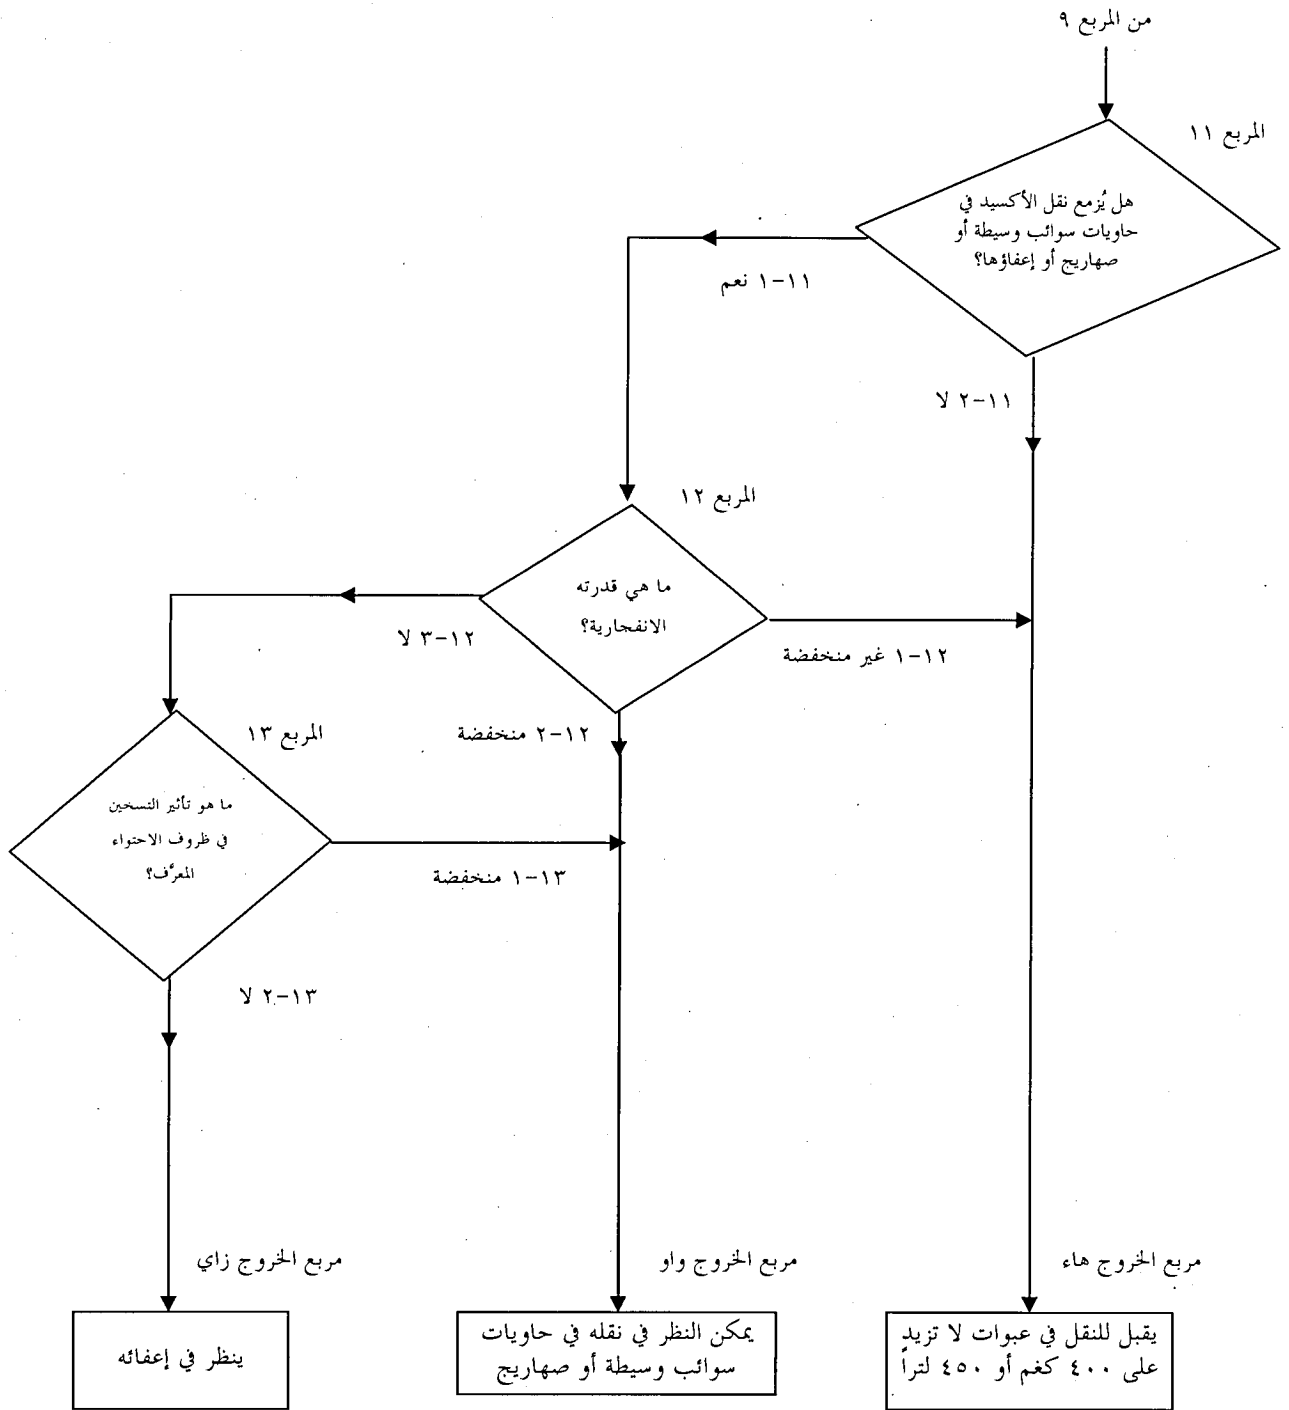 من المربع ٩
المربع ١١
هل يُزمع نقل الأكسيد في
حاويات سوائب وسيطة أو
صهاريج أو إعفاؤها؟
١١-١ نعم
١١-٢ لا
المربع ١٢
ما هي قدرته
الانفجارية؟
١٢-٣ لا
١٢-١ غير منخفضة
١٢-٢ منخفضة
المربع ١٣
ما هو تأثير التسخين
في ظروف الاحتواء
المعرَّف؟
١٣-١ منخفضة
١٣-٢ لا
مربع الخروج هاء
يقبل للنقل في عبوات لا تزيد
على ٤٠٠ كغم أو ٤٥٠ لتراً
مربع الخروج واو
يمكن النظر في نقله في حاويات
سوائب وسيطة أو صهاريج
مربع الخروج زاي
ينظر في إعفائه